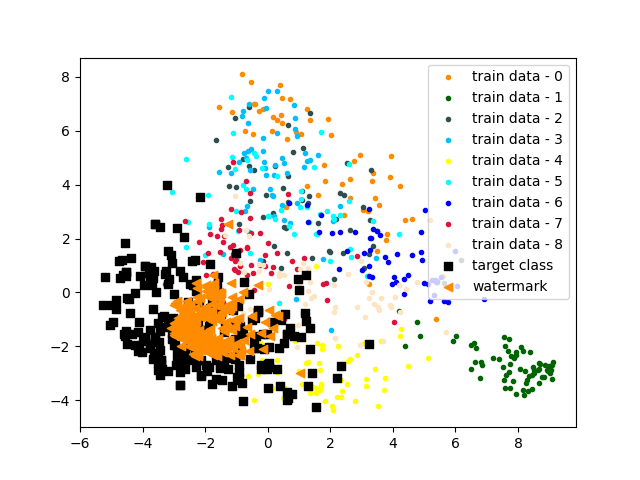 8
6
4
2
0
−2
−4
−6
−4
−2
0
2
4
6
8
train data - 0
train data - 1
train data - 2
train data - 3
train data - 4
train data - 5
train data - 6
train data - 7
train data - 8
target class
watermark